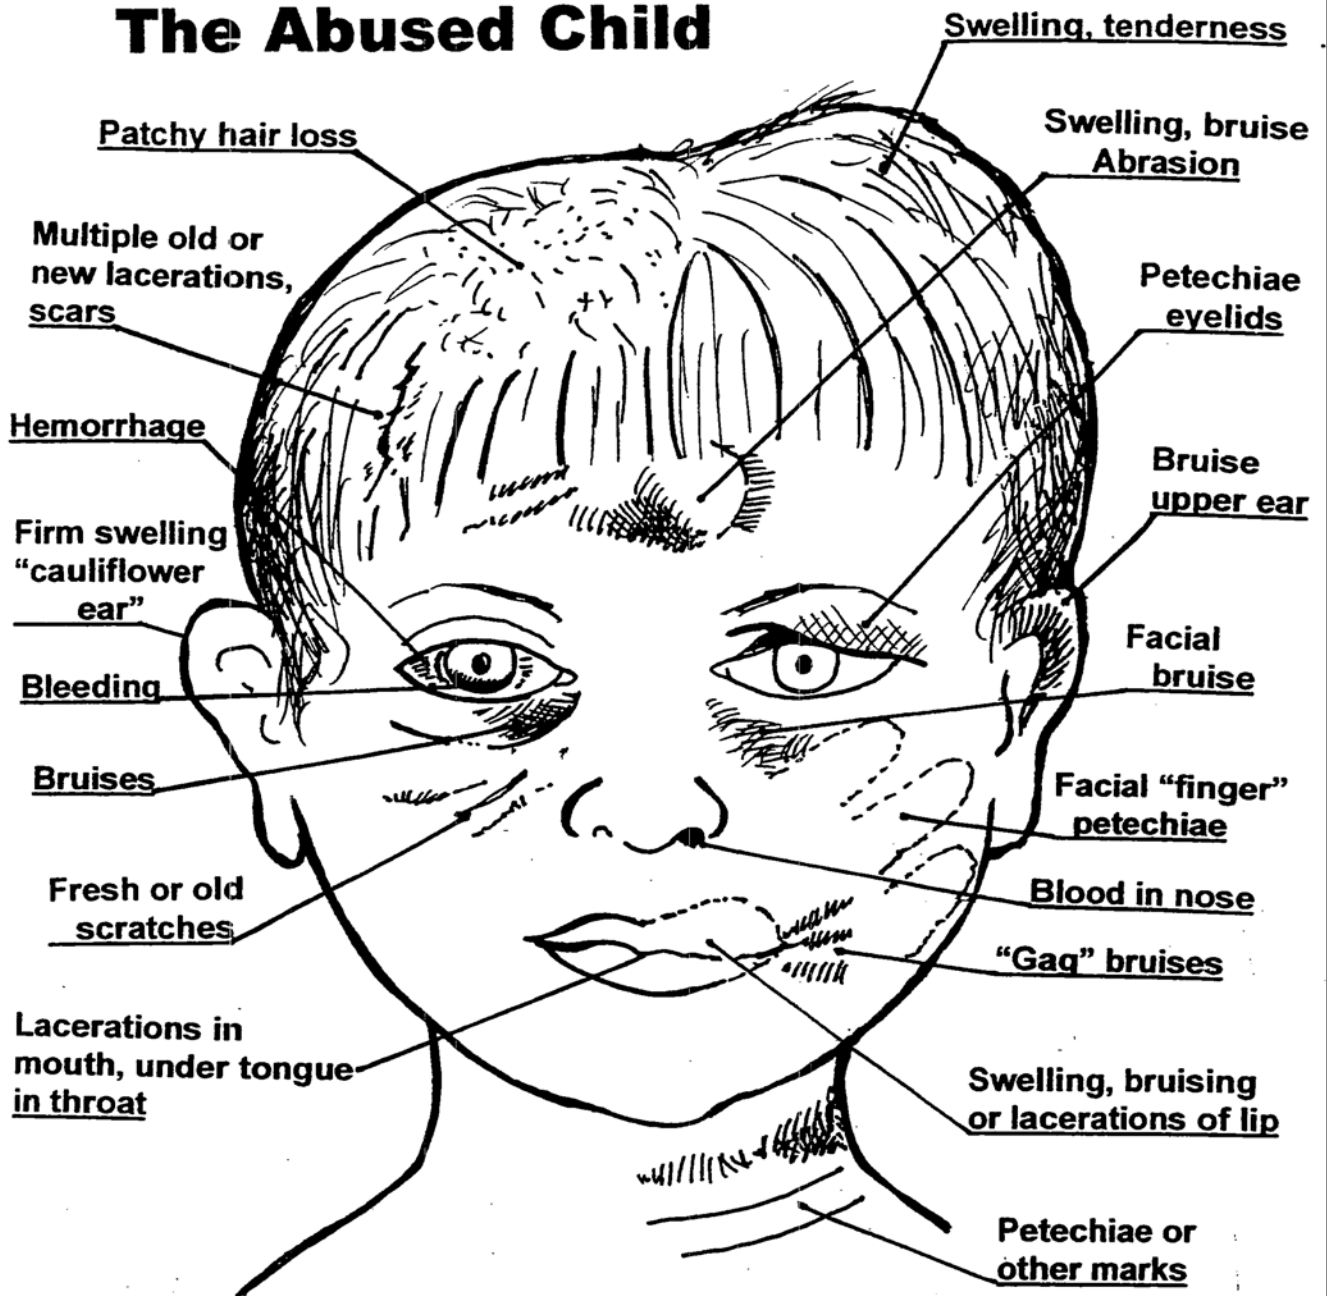 The Abused Child
Swelling, tenderness
Patchy hair loss
Swelling, bruise
Abrasion
Multiple old or
new lacerations,
scars
Petechiae
eyelids
Hemorrhage
Bruise
upper ear
Firm swelling
“cauliflower
ear”
Facial
bruise
Bleeding
Bruises
Facial “finger”
petechiae
Fresh or old
scratches
Blood in nose
“Gag” bruises
Lacerations in
mouth, under tongue
in throat
Swelling, bruising
or lacerations of lip
Petechiae or
other marks